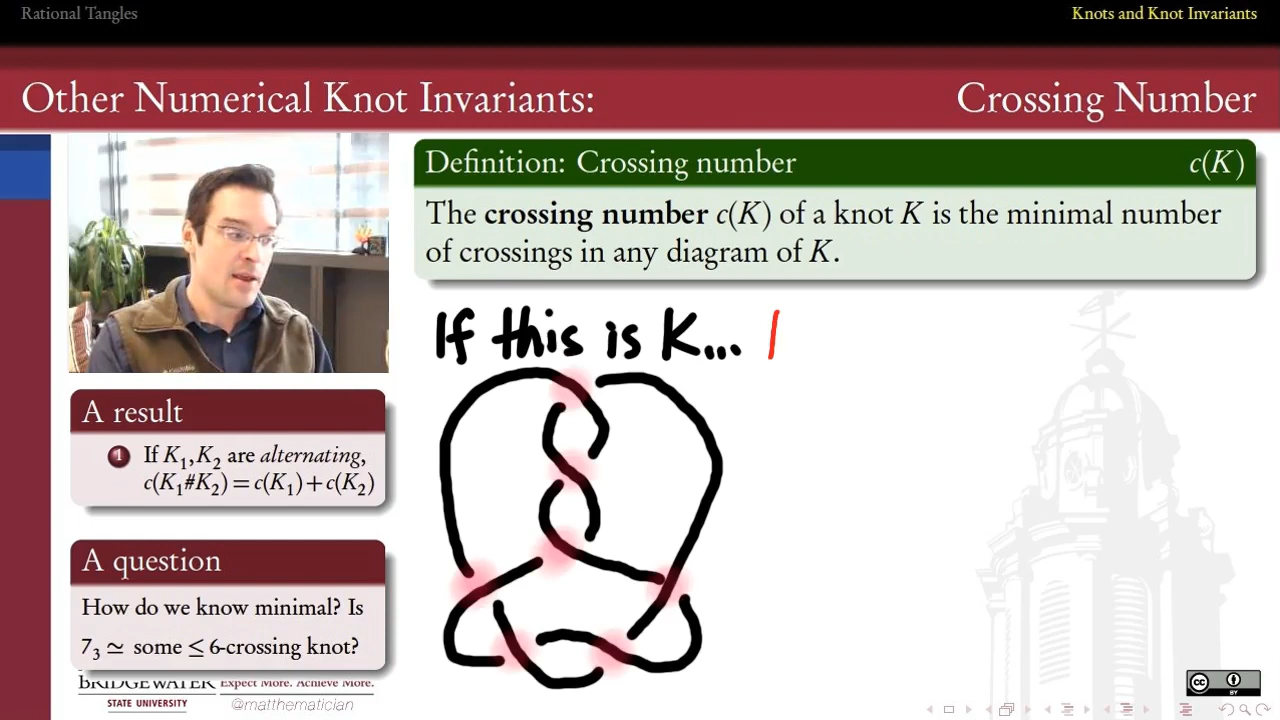 Rational Tangles
Knots and Knot Invariants
Other Numerical Knot Invariants:
Crossing Number
Definition: Crossing number
c(K)
The crossing number c(K) of a knot K is the minimal number
of crossings in any diagram of K.
If this is K...
A result
1 If K₁,K₂ are alternating,
c(K₁#K₂)=c(K₁)+c(K₂)
A question
How do we know minimal? Is
7₃ ≃ some ≤ 6-crossing knot?
BRIDGEWATER
STATE UNIVERSITY
Expect More. Achieve More.
@matthematician
CC
BY